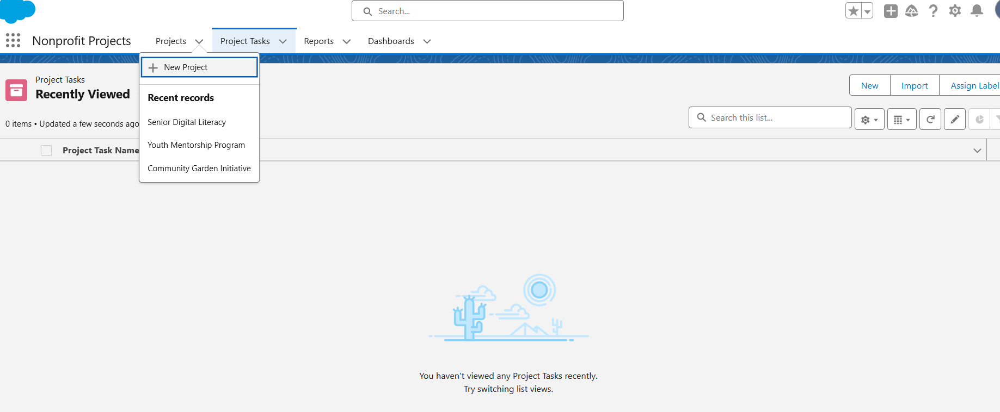 Search...
Nonprofit Projects
Projects
Project Tasks
Reports
Dashboards
New Project
Recent records
Senior Digital Literacy
Youth Mentorship Program
Community Garden Initiative
Project Tasks
Recently Viewed
New
Import
Assign Label
0 items • Updated a few seconds ago
Search this list...
Project Task Name
You haven't viewed any Project Tasks recently.
Try switching list views.